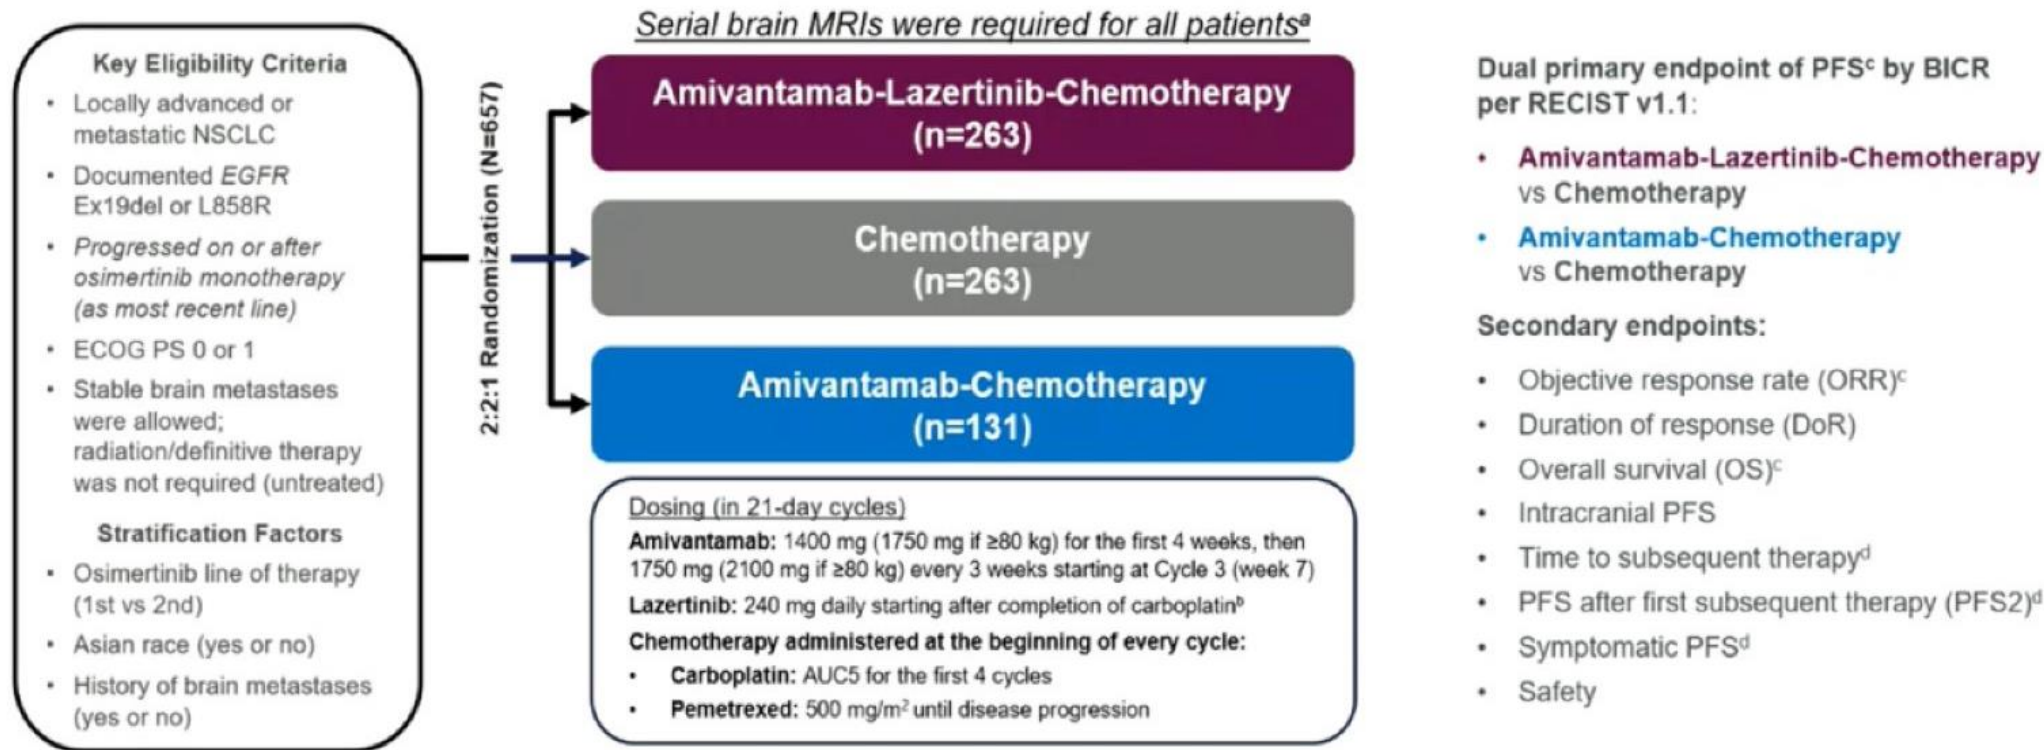 Serial brain MRIs were required for all patientsᵃ
Key Eligibility Criteria
• Locally advanced or
metastatic NSCLC
• Documented EGFR
Ex19del or L858R
• Progressed on or after
osimertinib monotherapy
(as most recent line)
• ECOG PS 0 or 1
• Stable brain metastases
were allowed;
radiation/definitive therapy
was not required (untreated)
Stratification Factors
• Osimertinib line of therapy
(1st vs 2nd)
• Asian race (yes or no)
• History of brain metastases
(yes or no)
2:2:1 Randomization (N=657)
Amivantamab-Lazertinib-Chemotherapy
(n=263)
Chemotherapy
(n=263)
Amivantamab-Chemotherapy
(n=131)
Dosing (in 21-day cycles)
Amivantamab: 1400 mg (1750 mg if ≥80 kg) for the first 4 weeks, then
1750 mg (2100 mg if ≥80 kg) every 3 weeks starting at Cycle 3 (week 7)
Lazertinib: 240 mg daily starting after completion of carboplatinᵇ
Chemotherapy administered at the beginning of every cycle:
• Carboplatin: AUC5 for the first 4 cycles
• Pemetrexed: 500 mg/m² until disease progression
Dual primary endpoint of PFSᶜ by BICR
per RECIST v1.1:
• Amivantamab-Lazertinib-Chemotherapy
vs Chemotherapy
• Amivantamab-Chemotherapy
vs Chemotherapy
Secondary endpoints:
• Objective response rate (ORR)ᶜ
• Duration of response (DoR)
• Overall survival (OS)ᶜ
• Intracranial PFS
• Time to subsequent therapyᵈ
• PFS after first subsequent therapy (PFS2)ᵈ
• Symptomatic PFSᵈ
• Safety